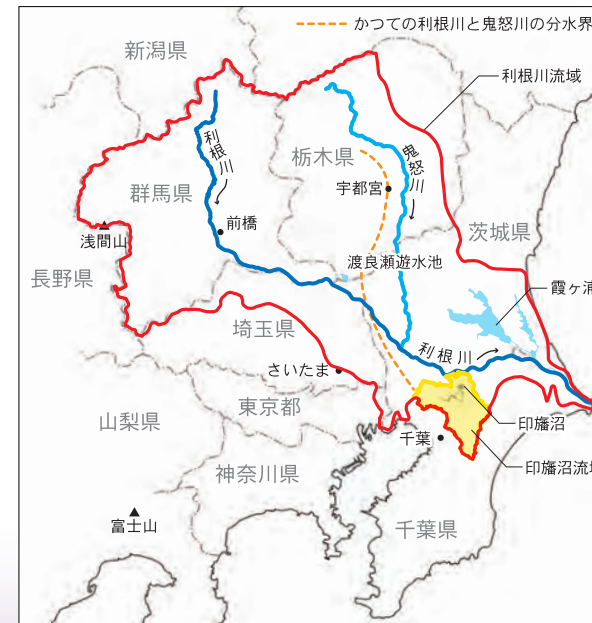 かつての利根川と鬼怒川の分水界
新潟県
利根川流域
利根川
鬼怒川
栃木県
群馬県
宇都宮
前橋
茨城県
浅間山
渡良瀬遊水池
長野県
霞ヶ浦
埼玉県
利根川
さいたま
東京都
山梨県
印旛沼
千葉
神奈川県
印旛沼流域
千葉県
富士山